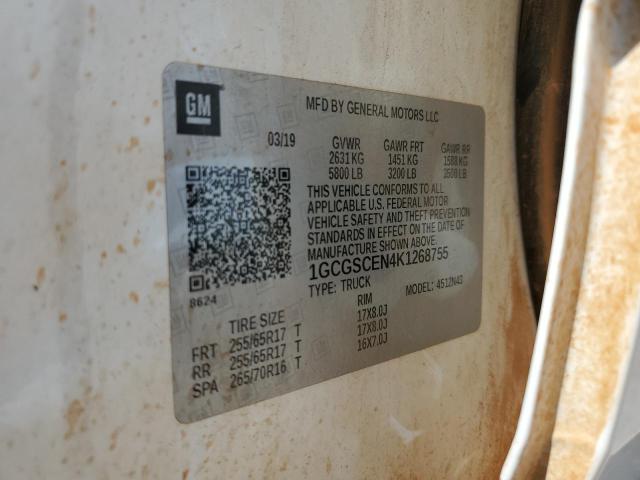 GM
MFD BY GENERAL MOTORS LLC
03/19 GVWR GAWR FRT GAWR RR
2631 KG 1451 KG 1588 KG
5800 LB 3200 LB 3500 LB
THIS VEHICLE CONFORMS TO ALL
APPLICABLE U.S. FEDERAL MOTOR
VEHICLE SAFETY AND THEFT PREVENTION
STANDARDS IN EFFECT ON THE DATE OF
MANUFACTURE SHOWN ABOVE.
1GCGSCEN4K1268755
TYPE: TRUCK MODEL: 4512N43
8624
TIRE SIZE RIM
FRT 255/65R17 T 17X8.0J
RR 255/65R17 T 17X8.0J
SPA 265/70R16 T 16X7.0J